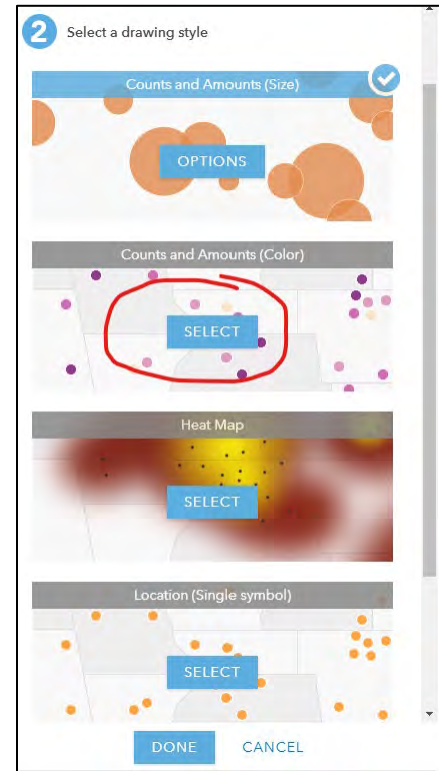 2 Select a drawing style
Counts and Amounts (Size)
OPTIONS
Counts and Amounts (Color)
SELECT
Heat Map
SELECT
Location (Single symbol)
SELECT
DONE CANCEL